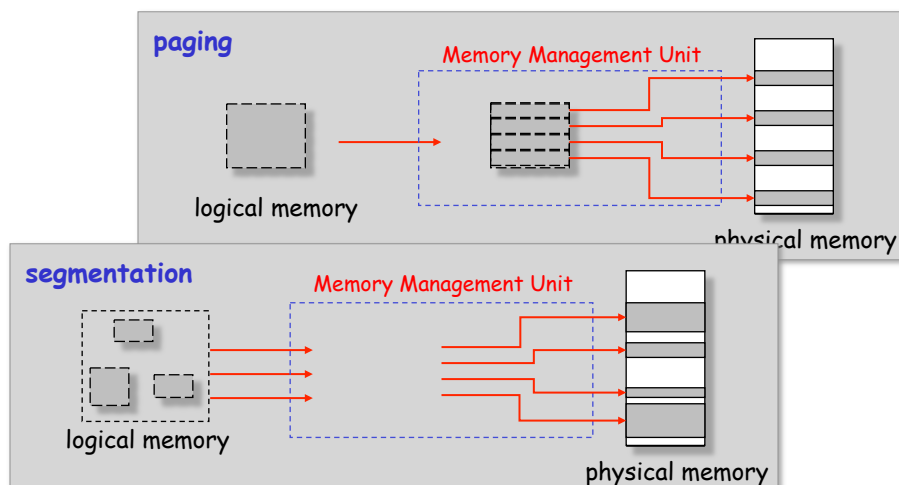 paging
Memory Management Unit
logical memory
physical memory
segmentation
Memory Management Unit
logical memory
physical memory